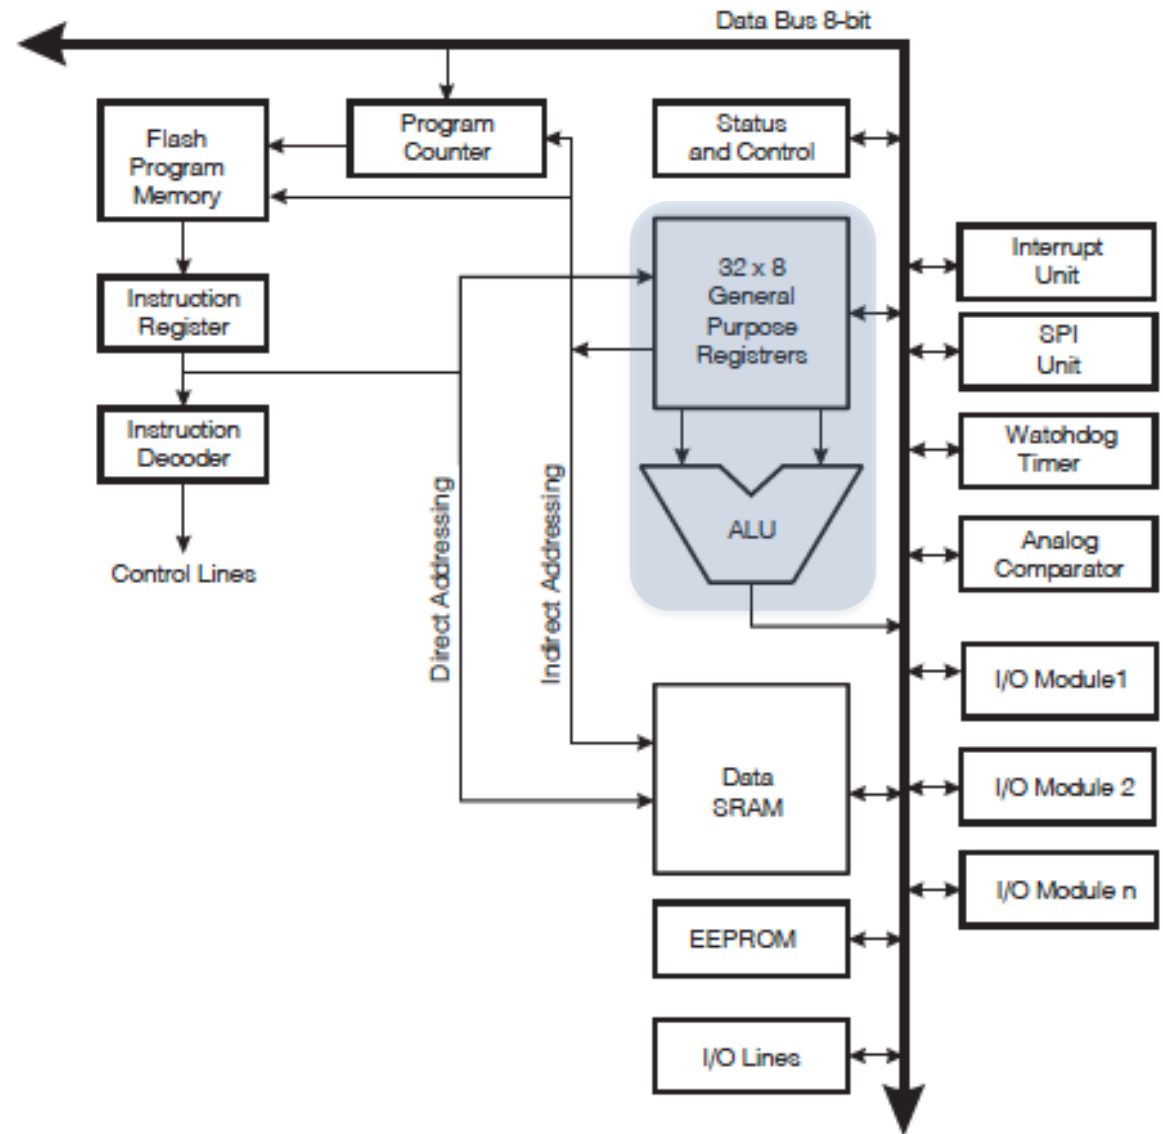 Data Bus 8-bit
Flash
Program
Memory
Program
Counter
Status
and Control
32 x 8
General
Purpose
Registrers
Interrupt
Unit
Instruction
Register
SPI
Unit
Instruction
Decoder
Watchdog
Timer
ALU
Analog
Comparator
Control Lines
Direct Addressing
Indirect Addressing
I/O Module1
Data
SRAM
I/O Module 2
I/O Module n
EEPROM
I/O Lines